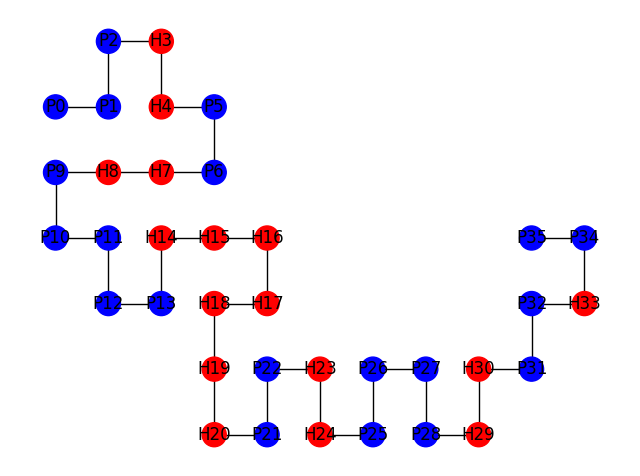 P2 H3
P0 P1 H4 P5
P9 H8 H7 P6
P10 P11 H14 H15 H16 P35 P34
P12 P13 H18 H17 P32 H33
H19 P22 H23 P26 P27 H30 P31
H20 P21 H24 P25 P28 H29